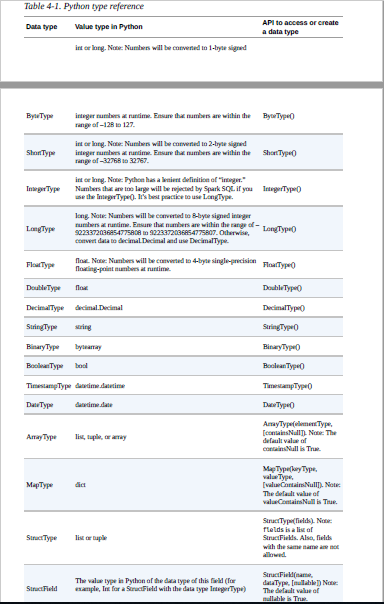 Table 4-1. Python type reference
Data type Value type in Python API to access or create
a data type
int or long. Note: Numbers will be converted to 1-byte signed
ByteType integer numbers at runtime. Ensure that numbers are within the ByteType()
range of –128 to 127.
int or long. Note: Numbers will be converted to 2-byte signed
ShortType integer numbers at runtime. Ensure that numbers are within the ShortType()
range of –32768 to 32767.
int or long. Note: Python has a lenient definition of “integer.”
IntegerType Numbers that are too large will be rejected by Spark SQL if you IntegerType()
use the IntegerType(). It’s best practice to use LongType.
long. Note: Numbers will be converted to 8-byte signed integer
numbers at runtime. Ensure that numbers are within the range of –
LongType 9223372036854775808 to 9223372036854775807. Otherwise, LongType()
convert data to decimal.Decimal and use DecimalType.
FloatType float. Note: Numbers will be converted to 4-byte single-precision FloatType()
floating-point numbers at runtime.
DoubleType float DoubleType()
DecimalType decimal.Decimal DecimalType()
StringType string StringType()
BinaryType bytearray BinaryType()
BooleanType bool BooleanType()
TimestampType datetime.datetime TimestampType()
DateType datetime.date DateType()
ArrayType(elementType,
ArrayType list, tuple, or array [containsNull]). Note: The
default value of
containsNull is True.
MapType(keyType,
valueType,
MapType dict [valueContainsNull]). Note:
The default value of
valueContainsNull is True.
StructType(fields). Note:
fields is a list of
StructType list or tuple StructFields. Also, fields
with the same name are not
allowed.
StructField(name,
The value type in Python of the data type of this field (for dataType, [nullable]) Note:
StructField example, Int for a StructField with the data type IntegerType) The default value of
nullable is True.